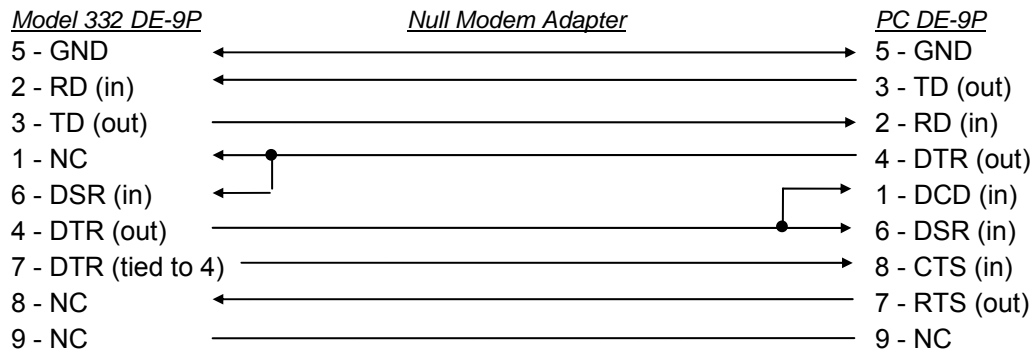 Model 332 DE-9P Null Modem Adapter PC DE-9P
5 - GND 5 - GND
2 - RD (in) 3 - TD (out)
3 - TD (out) 2 - RD (in)
1 - NC 4 - DTR (out)
6 - DSR (in) 1 - DCD (in)
4 - DTR (out) 6 - DSR (in)
7 - DTR (tied to 4) 8 - CTS (in)
8 - NC 7 - RTS (out)
9 - NC 9 - NC